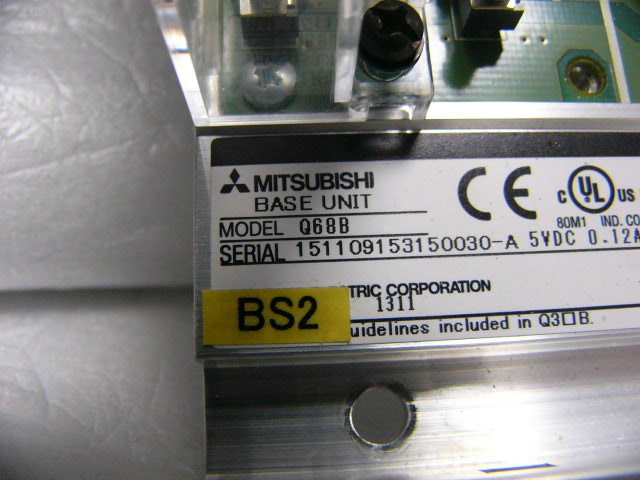 MITSUBISHI
BASE UNIT
MODEL Q68B
SERIAL 151109153150030-A 5VDC 0.12A
C UL US
80M1 IND. CO
TRIC CORPORATION
1311
BS2
uidelines included in Q3□B.